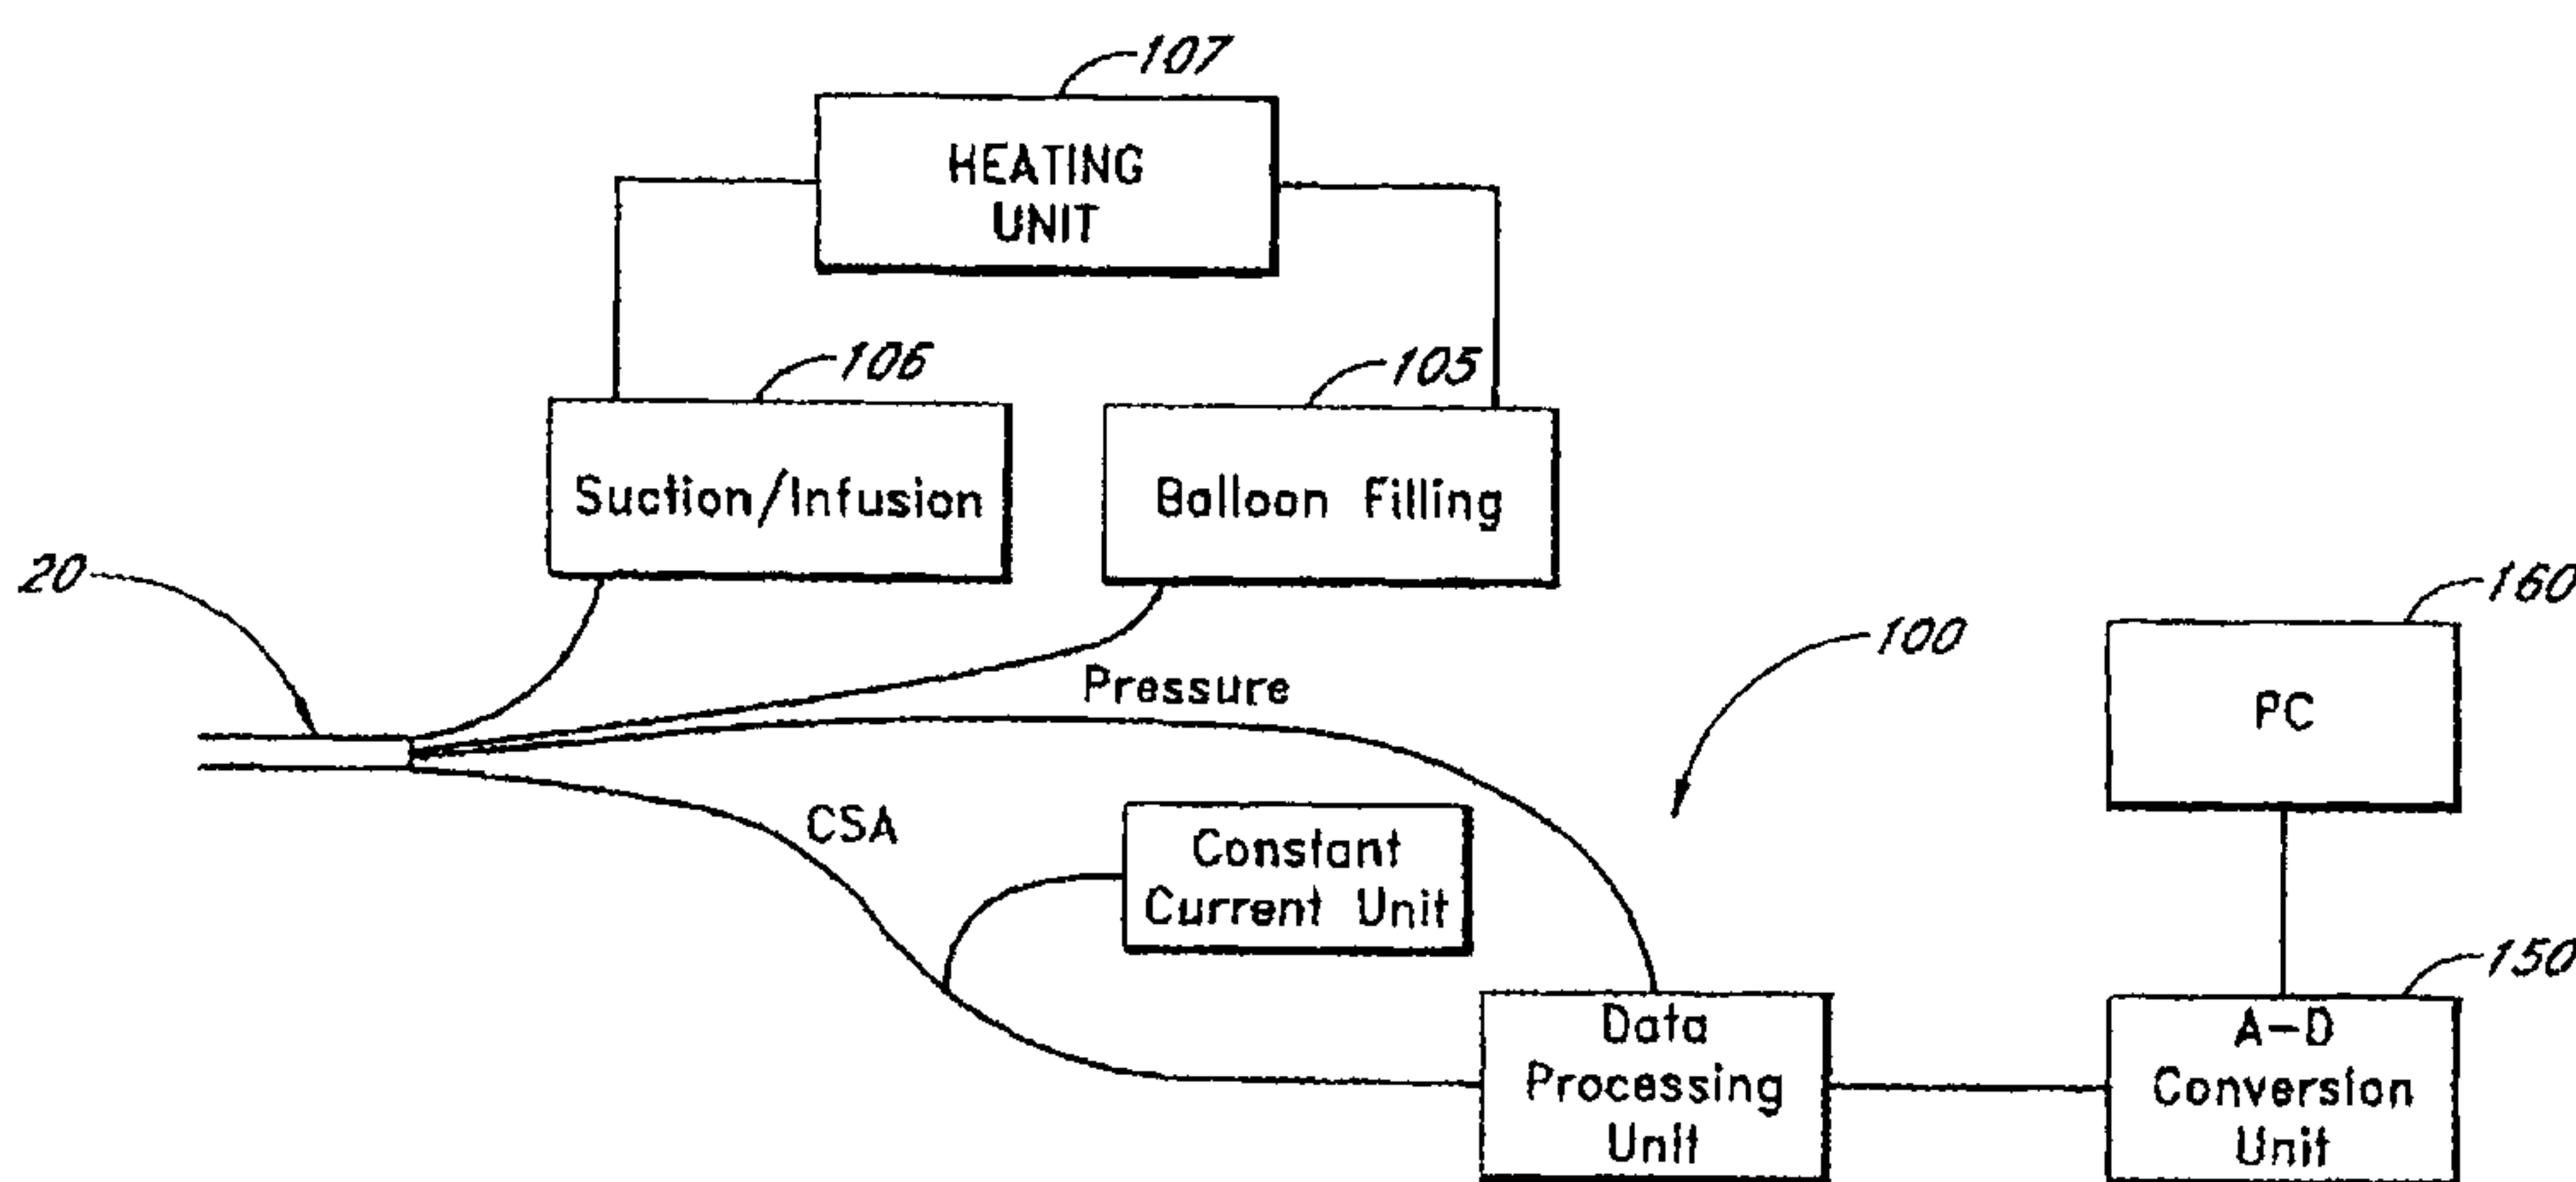 107
HEATING
UNIT
106
105
Suction/Infusion
Balloon Filling
20
160
100
Pressure
PC
CSA
Constant
Current Unit
150
Data
Processing
Unit
A-D
Conversion
Unit